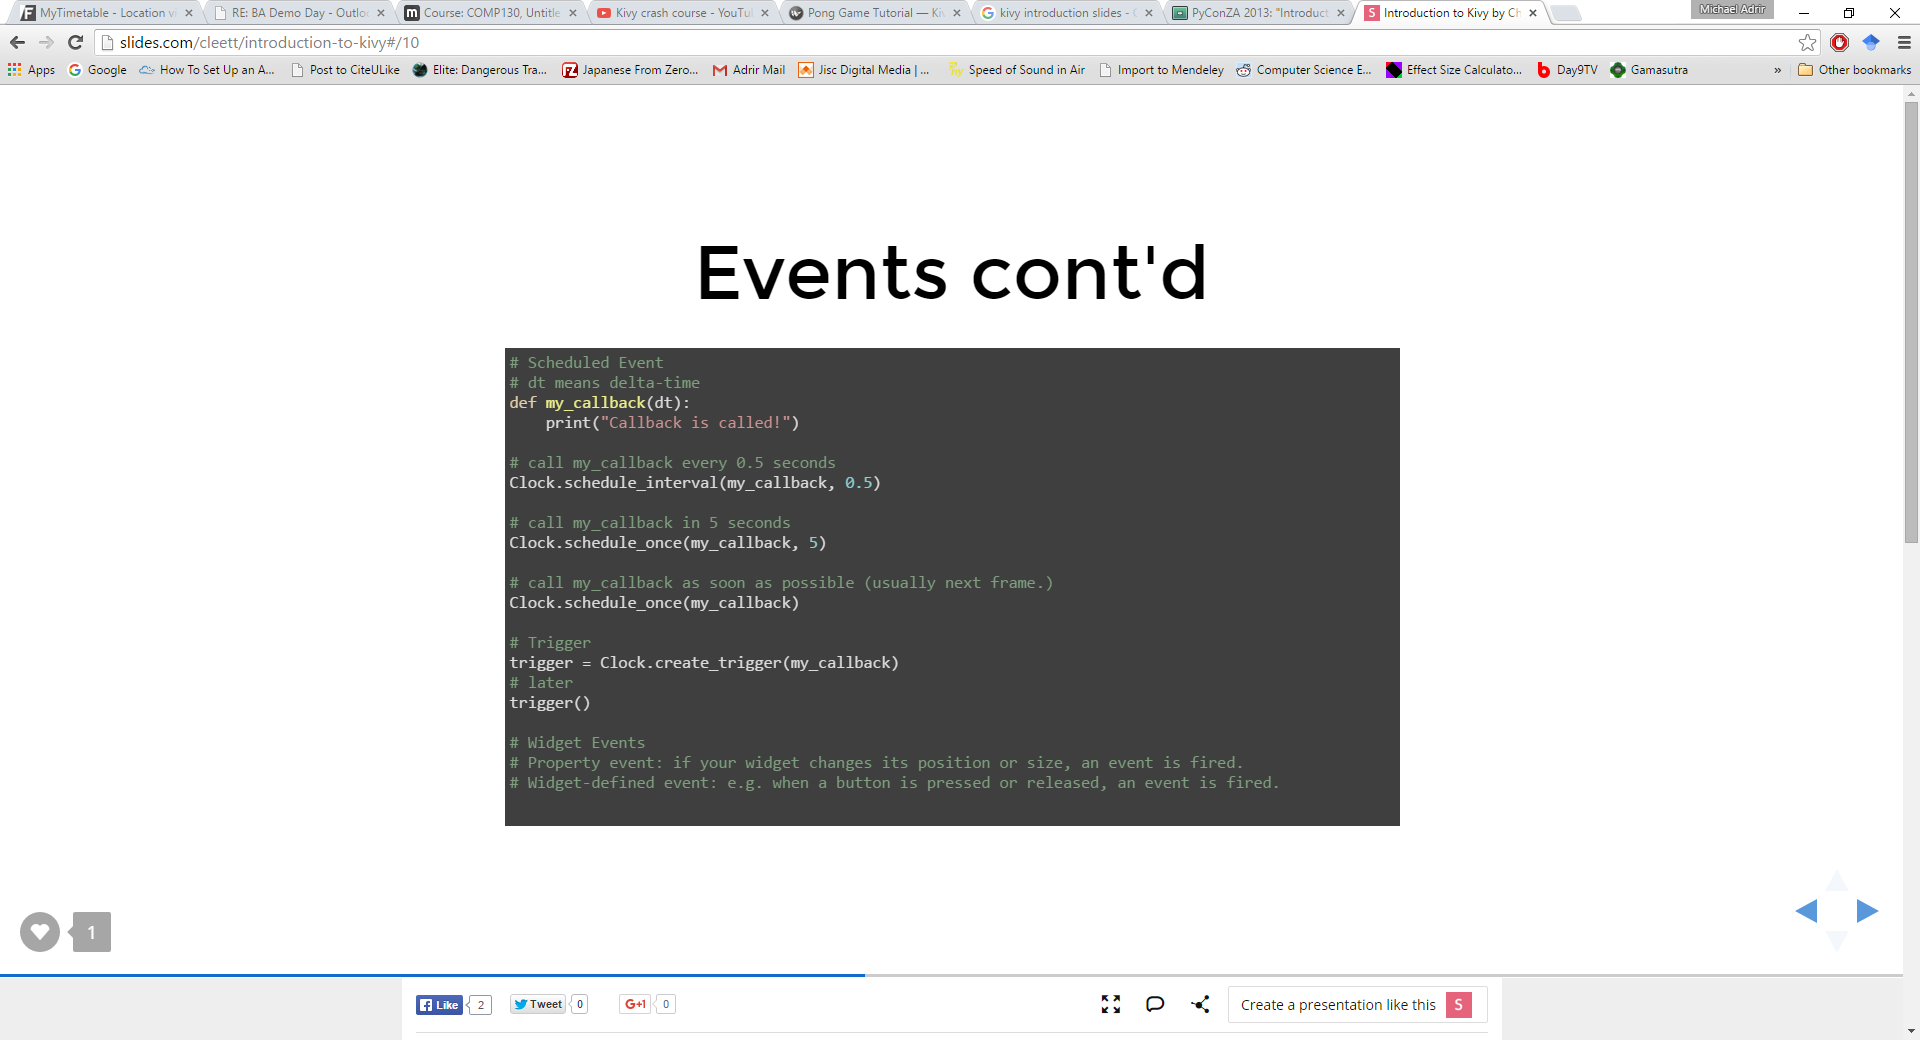 MyTimetable - Location vi
RE: BA Demo Day - Outloo
Course: COMP130, Untitle
Kivy crash course - YouTu
Pong Game Tutorial — Ki
kivy introduction slides - G
PyConZA 2013: "Introduct
Introduction to Kivy by Ch
Michael Adrir
slides.com/cleett/introduction-to-kivy#/10
Apps
Google
How To Set Up an A...
Post to CiteULike
Elite: Dangerous Tra...
Japanese From Zero...
Adrir Mail
Jisc Digital Media | ...
Speed of Sound in Air
Import to Mendeley
Computer Science E...
Effect Size Calculato...
Day9TV
Gamasutra
»
Other bookmarks
Events cont'd
# Scheduled Event
# dt means delta-time
def my_callback(dt):
    print("Callback is called!")
# call my_callback every 0.5 seconds
Clock.schedule_interval(my_callback, 0.5)
# call my_callback in 5 seconds
Clock.schedule_once(my_callback, 5)
# call my_callback as soon as possible (usually next frame.)
Clock.schedule_once(my_callback)
# Trigger
trigger = Clock.create_trigger(my_callback)
# later
trigger()
# Widget Events
# Property event: if your widget changes its position or size, an event is fired.
# Widget-defined event: e.g. when a button is pressed or released, an event is fired.
1
Like 2
Tweet 0
G+1 0
Create a presentation like this S